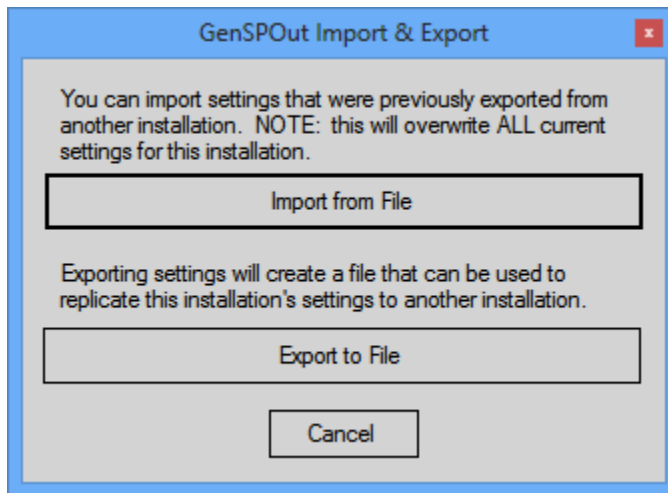 GenSPOut Import & Export
x
You can import settings that were previously exported from
another installation.  NOTE:  this will overwrite ALL current
settings for this installation.
Import from File
Exporting settings will create a file that can be used to
replicate this installation's settings to another installation.
Export to File
Cancel